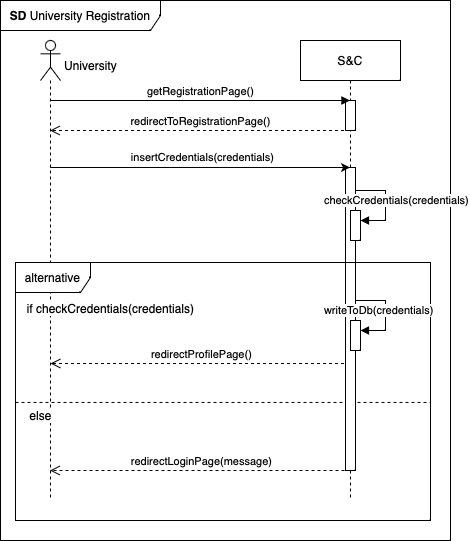 SD University Registration
University
S&C
getRegistrationPage()
redirectToRegistrationPage()
insertCredentials(credentials)
checkCredentials(credentials)
alternative
if checkCredentials(credentials)
writeToDb(credentials)
redirectProfilePage()
else
redirectLoginPage(message)